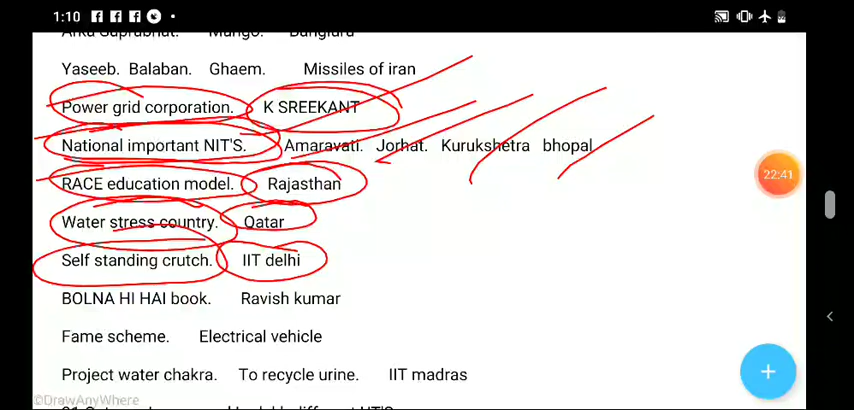 1:10
Mango.
Yaseeb. Balaban. Ghaem. Missiles of iran
Power grid corporation. K SREEKANT
National important NIT'S. Amaravati. Jorhat. Kurukshetra bhopal
RACE education model. Rajasthan
22:41
Water stress country. Qatar
Self standing crutch. IIT delhi
BOLNA HI HAI book. Ravish kumar
Fame scheme. Electrical vehicle
Project water chakra. To recycle urine. IIT madras
©DrawAnyWhere